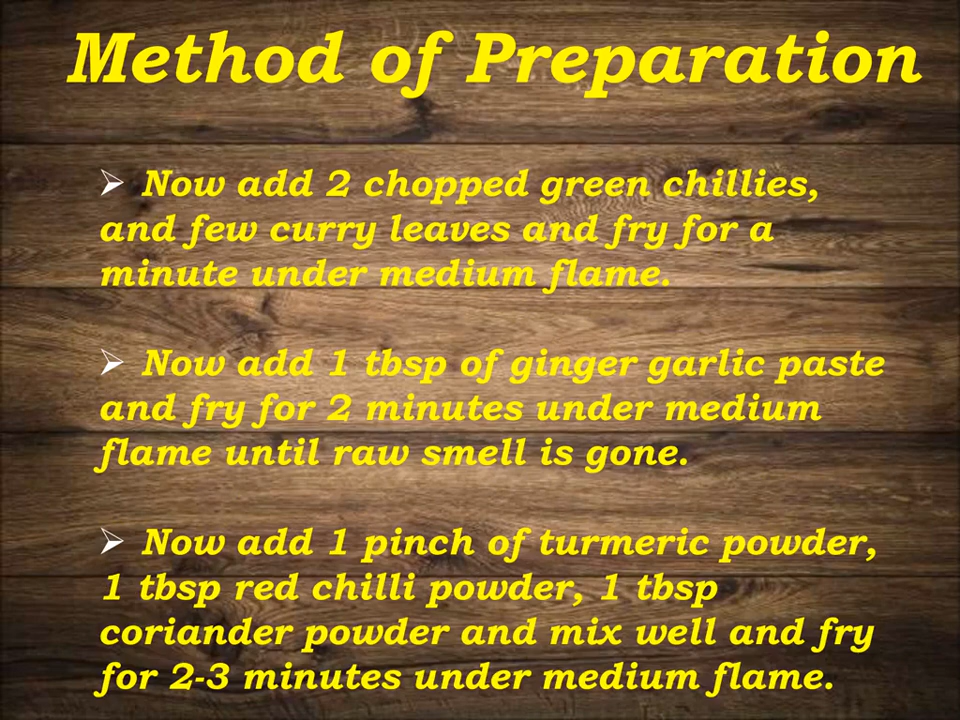 Method of Preparation
➢ Now add 2 chopped green chillies,
and few curry leaves and fry for a
minute under medium flame.
➢ Now add 1 tbsp of ginger garlic paste
and fry for 2 minutes under medium
flame until raw smell is gone.
➢ Now add 1 pinch of turmeric powder,
1 tbsp red chilli powder, 1 tbsp
coriander powder and mix well and fry
for 2-3 minutes under medium flame.